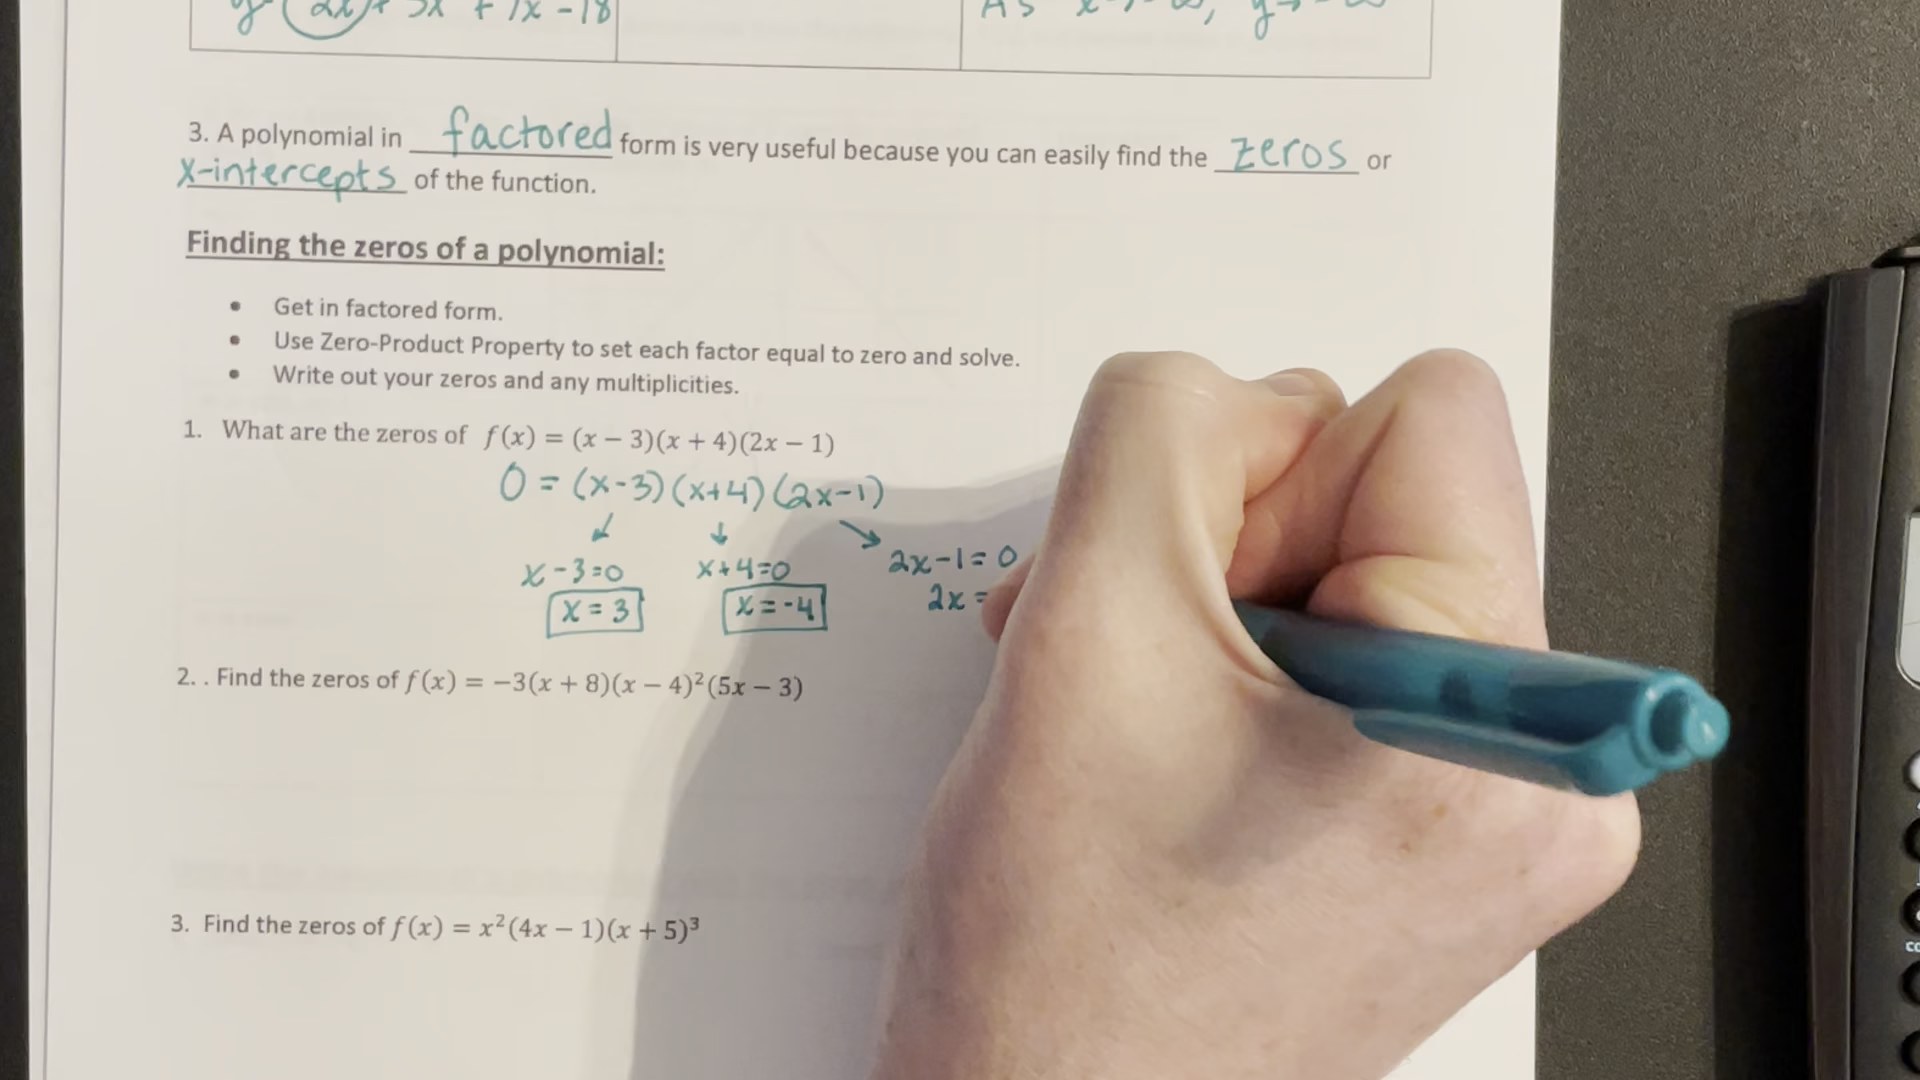 y = 2x + 3x + 7x - 18
As x → -∞, y → -∞
3. A polynomial in factored form is very useful because you can easily find the zeros or
x-intercepts of the function.
Finding the zeros of a polynomial:
• Get in factored form.
• Use Zero-Product Property to set each factor equal to zero and solve.
• Write out your zeros and any multiplicities.
1. What are the zeros of f(x) = (x − 3)(x + 4)(2x − 1)
0 = (x-3)(x+4)(2x-1)
x-3=0 x+4=0 2x-1=0
x=3 x=-4 2x=
2. . Find the zeros of f(x) = −3(x + 8)(x − 4)²(5x − 3)
3. Find the zeros of f(x) = x²(4x − 1)(x + 5)³